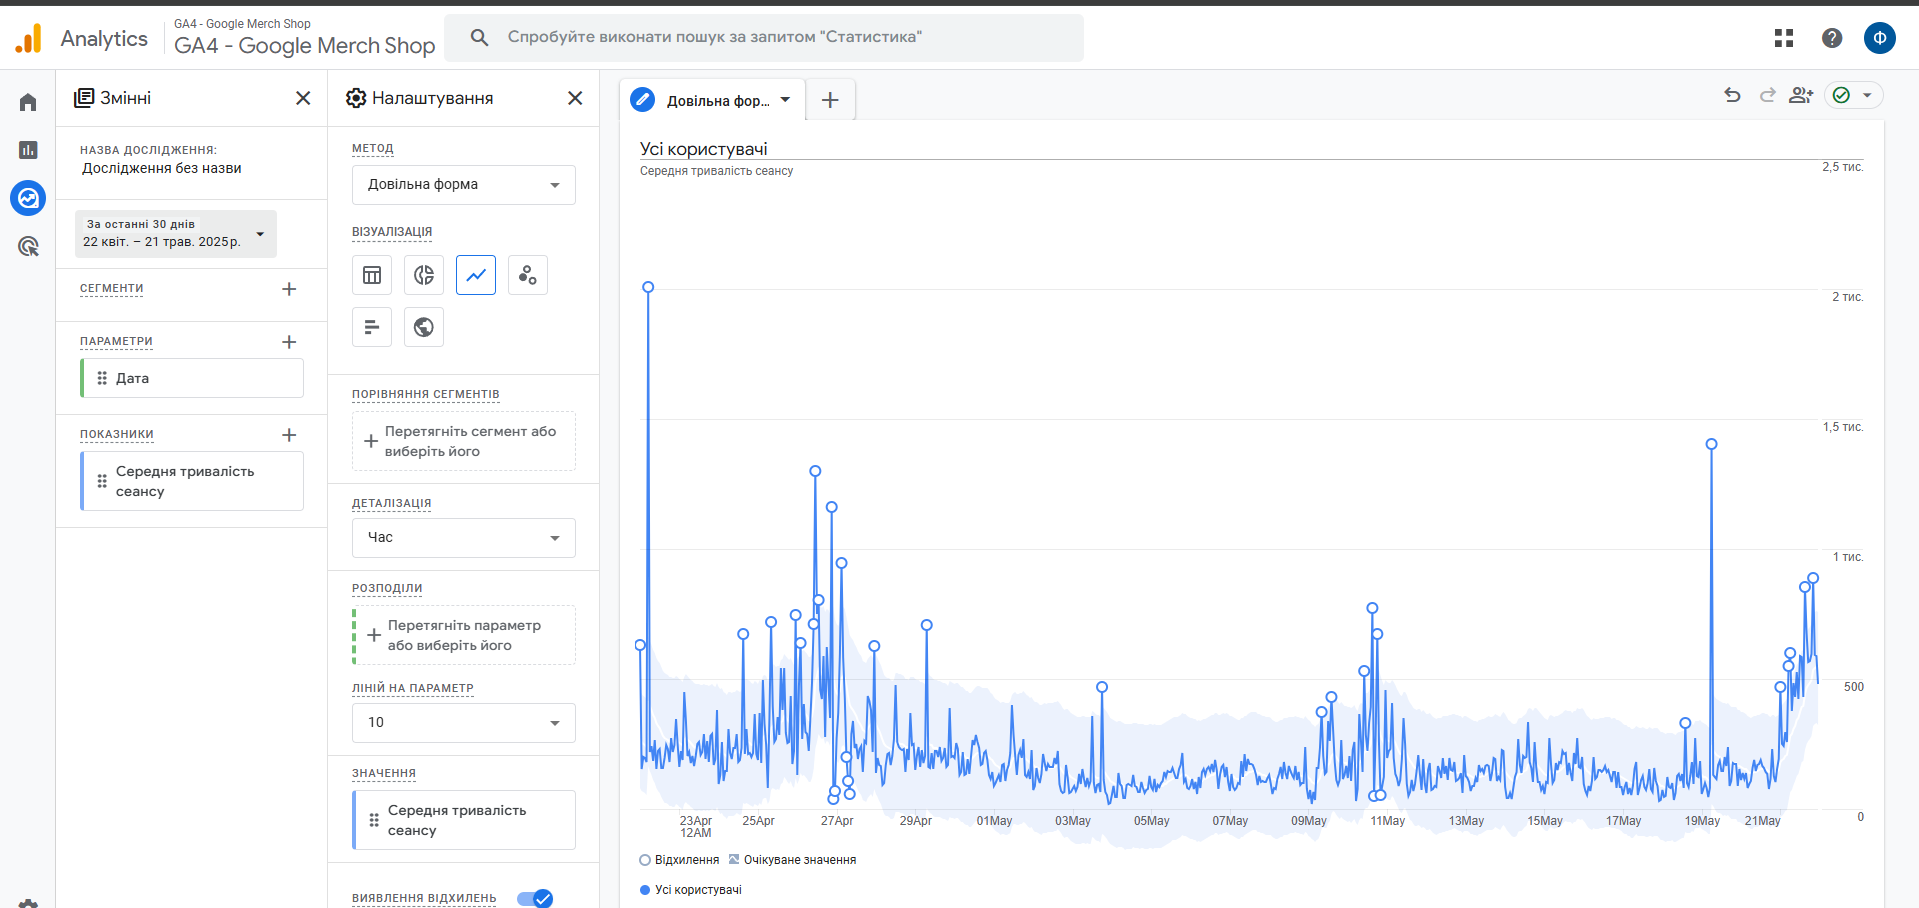 Analytics
GA4 - Google Merch Shop
GA4 - Google Merch Shop
Спробуйте виконати пошук за запитом "Статистика"
Ф
Змінні
НАЗВА ДОСЛІДЖЕННЯ:
Дослідження без назви
За останні 30 днів
22 квіт. – 21 трав. 2025 р.
СЕГМЕНТИ
ПАРАМЕТРИ
Дата
ПОКАЗНИКИ
Середня тривалість
сеансу
Налаштування
МЕТОД
Довільна форма
ВІЗУАЛІЗАЦІЯ
ПОРІВНЯННЯ СЕГМЕНТІВ
Перетягніть сегмент або
виберіть його
ДЕТАЛІЗАЦІЯ
Час
РОЗПОДІЛИ
Перетягніть параметр
або виберіть його
ЛІНІЙ НА ПАРАМЕТР
10
ЗНАЧЕННЯ
Середня тривалість
сеансу
ВИЯВЛЕННЯ ВІДХИЛЕНЬ
Довільна фор...
Усі користувачі
Середня тривалість сеансу
2,5 тис.
2 тис.
1,5 тис.
1 тис.
500
0
23Apr
12AM
25Apr
27Apr
29Apr
01May
03May
05May
07May
09May
11May
13May
15May
17May
19May
21May
Відхилення
Очікуване значення
Усі користувачі